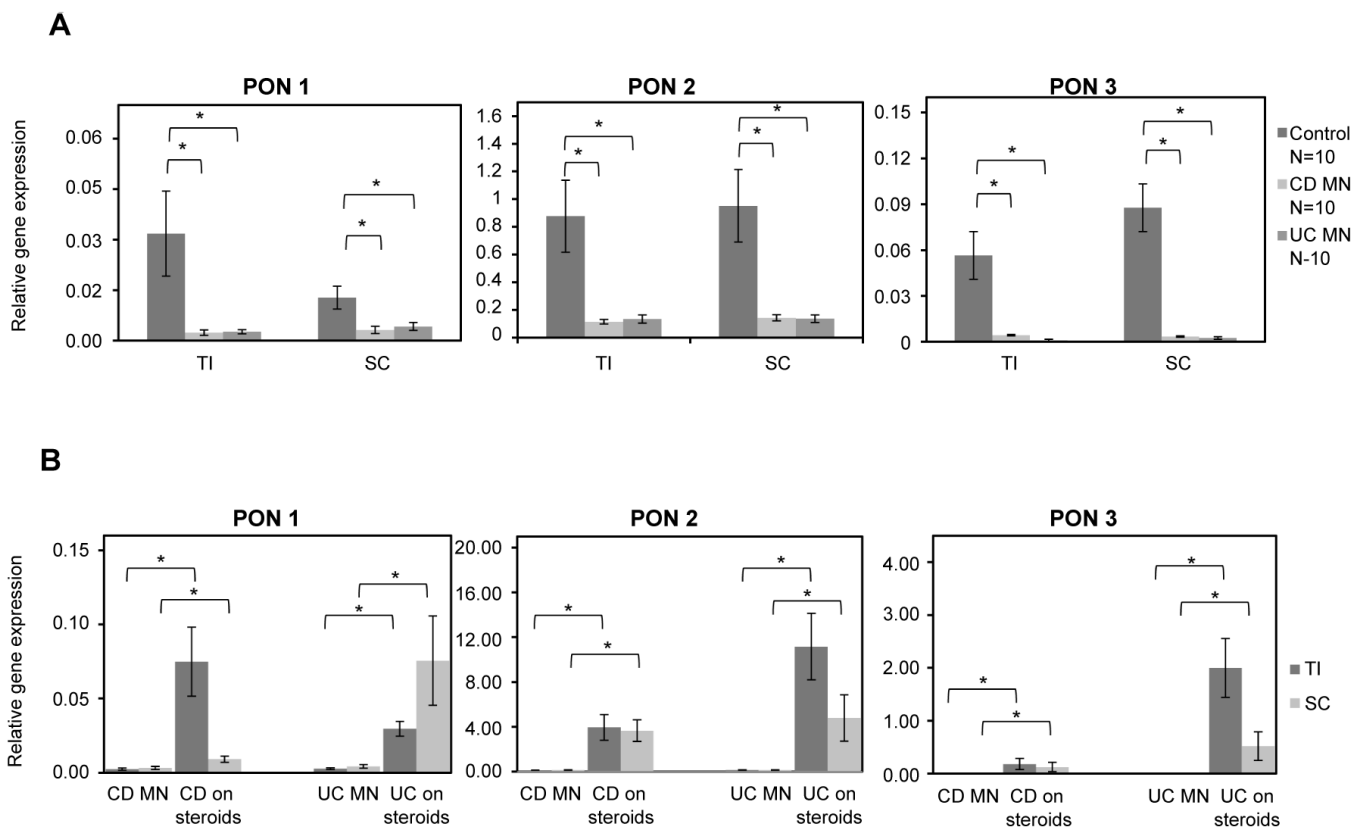 A
PON 1
PON 2
PON 3
Relative gene expression
0.06
0.05
0.03
0.02
0.00
* * * *
TI SC
1.6
1.4
1.2
1
0.8
0.6
0.4
0.2
0
* * * *
TI SC
0.15
0.12
0.09
0.06
0.03
0
* * * *
TI SC
Control
N=10
CD MN
N=10
UC MN
N-10
B
PON 1
PON 2
PON 3
Relative gene expression
0.15
0.10
0.05
0.00
* * * *
CD MN CD on UC MN UC on
steroids steroids
20.00
16.00
12.00
8.00
4.00
0.00
* * * *
CD MN CD on UC MN UC on
steroids steroids
4.00
3.00
2.00
1.00
0.00
* * * *
CD MN CD on UC MN UC on
steroids steroids
TI
SC